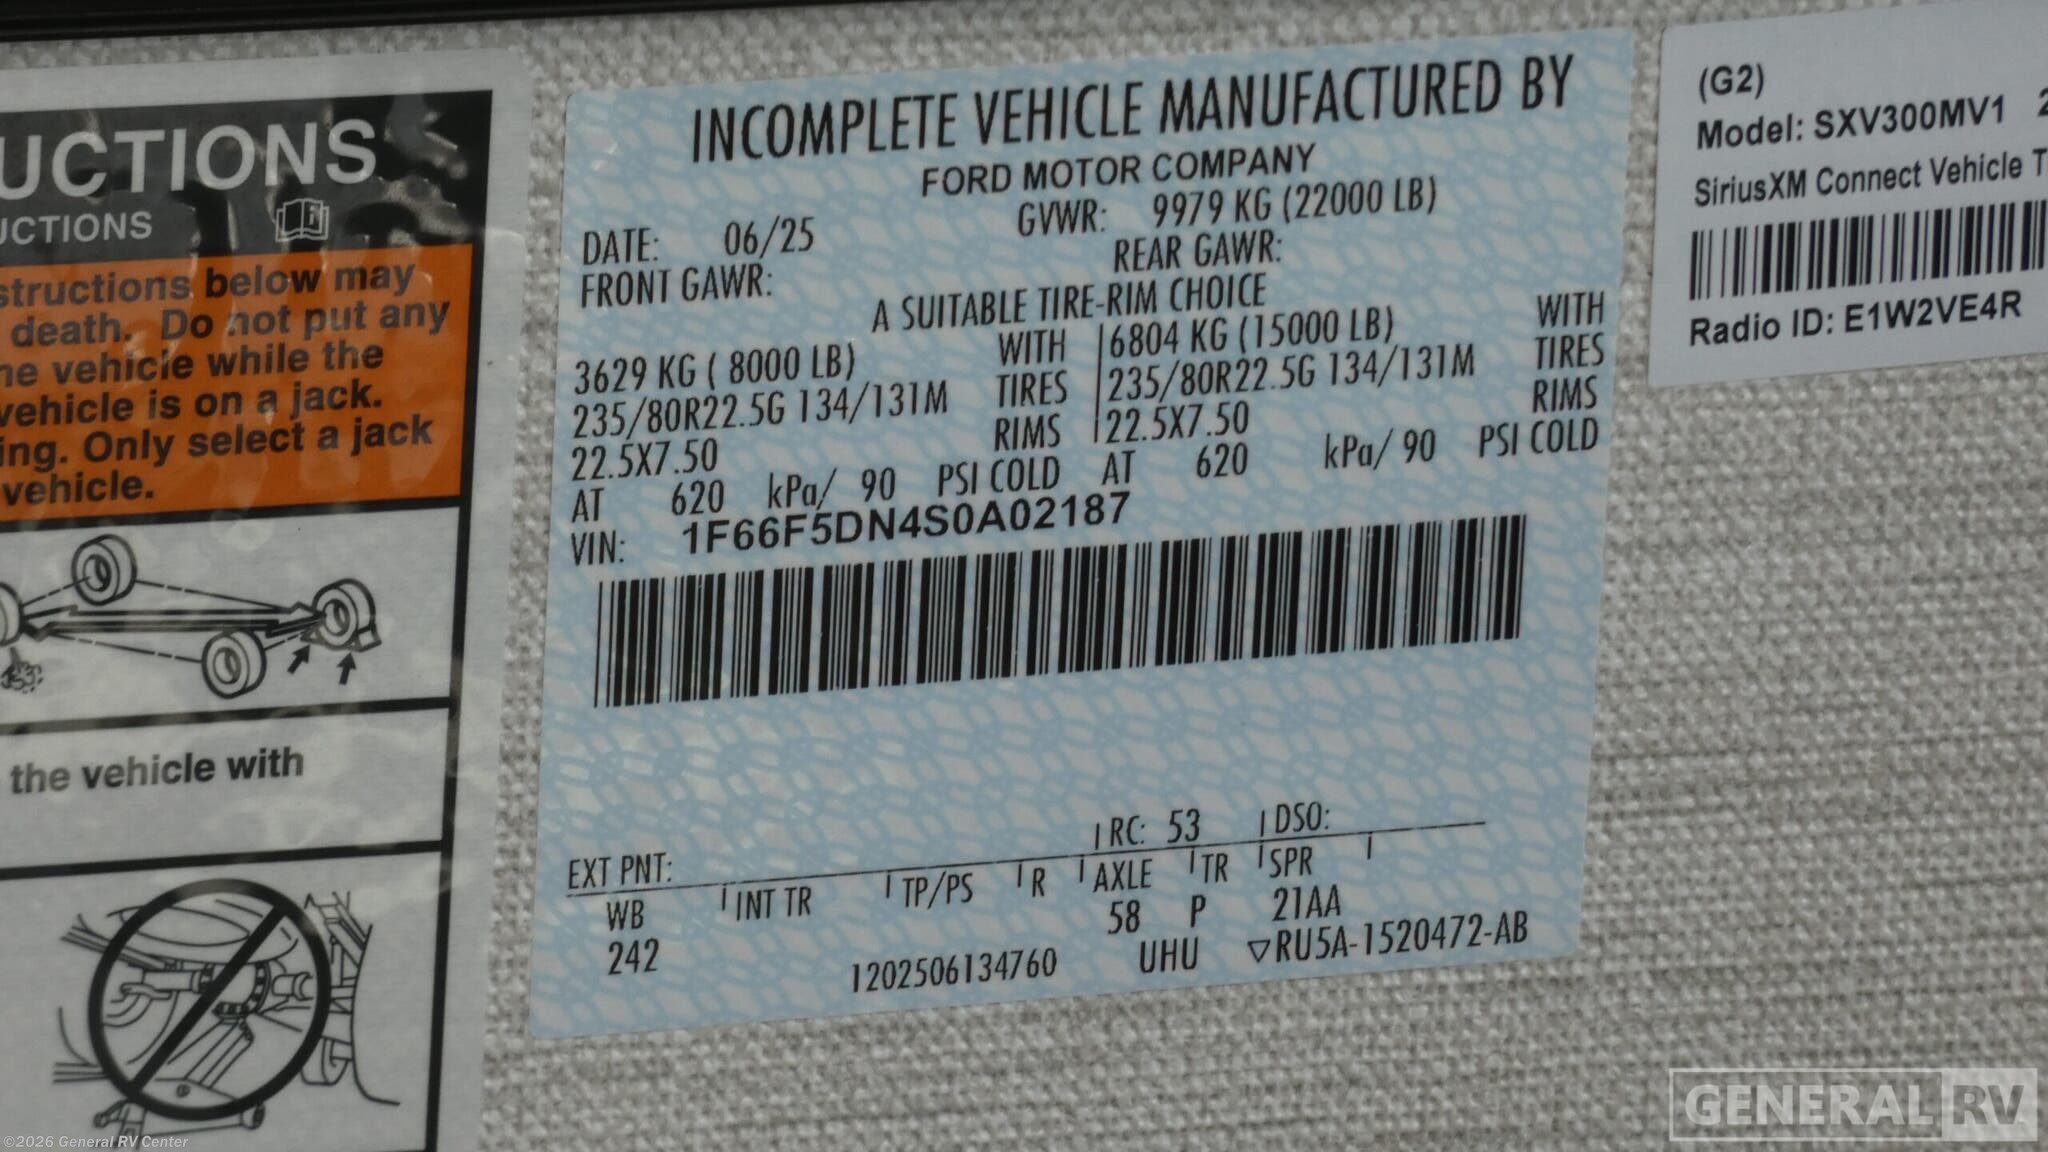 UCTIONS
UCTIONS
structions below may
death. Do not put any
he vehicle while the
vehicle is on a jack.
ing. Only select a jack
vehicle.
the vehicle with
INCOMPLETE VEHICLE MANUFACTURED BY
FORD MOTOR COMPANY
DATE: 06/25 GVWR: 9979 KG (22000 LB)
FRONT GAWR: REAR GAWR:
A SUITABLE TIRE-RIM CHOICE
3629 KG ( 8000 LB) WITH 6804 KG (15000 LB) WITH
235/80R22.5G 134/131M TIRES 235/80R22.5G 134/131M TIRES
22.5X7.50 RIMS 22.5X7.50 RIMS
AT 620 kPa/ 90 PSI COLD AT 620 kPa/ 90 PSI COLD
VIN: 1F66F5DN4S0A02187
EXT PNT: RC: 53 DSO:
WB INT TR TP/PS R AXLE TR SPR
242 58 P 21AA
1202506134760 UHU ▽RU5A-1520472-AB
(G2)
Model: SXV300MV1 2
SiriusXM Connect Vehicle T
Radio ID: E1W2VE4R
©2026 General RV Center
GENERAL RV